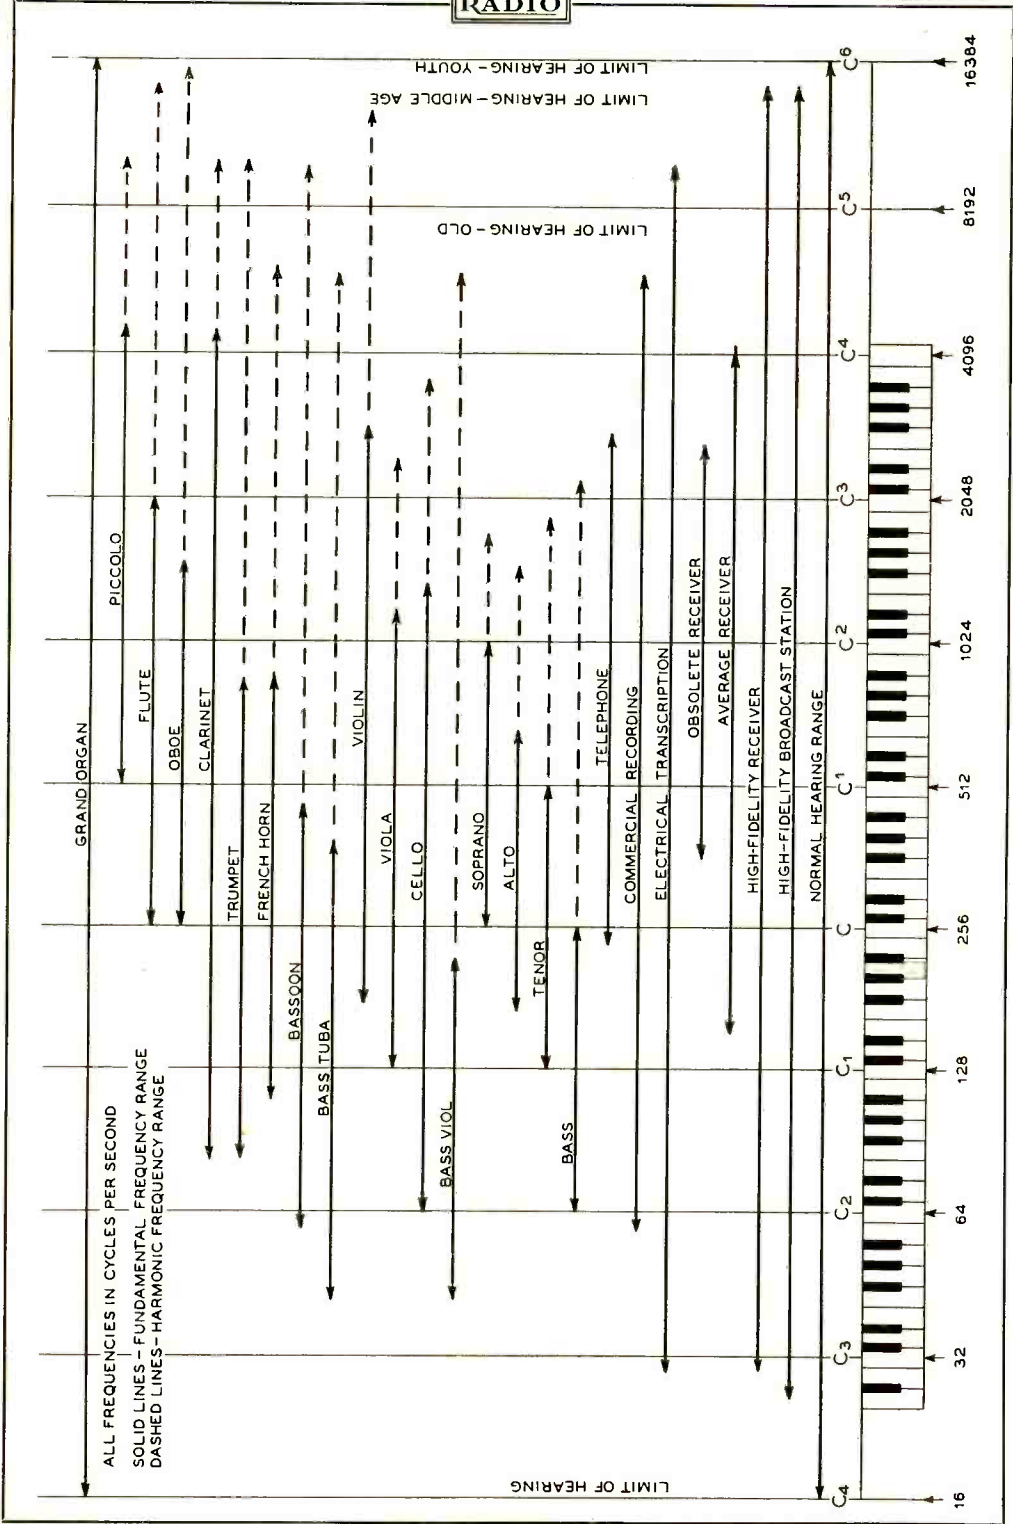 RADIO
ALL FREQUENCIES IN CYCLES PER SECOND
SOLID LINES – FUNDAMENTAL FREQUENCY RANGE
DASHED LINES – HARMONIC FREQUENCY RANGE
GRAND ORGAN
PICCOLO
FLUTE
OBOE
CLARINET
TRUMPET
FRENCH HORN
BASSOON
BASS TUBA
VIOLIN
VIOLA
CELLO
BASS VIOL
SOPRANO
ALTO
TENOR
BASS
TELEPHONE
COMMERCIAL RECORDING
ELECTRICAL TRANSCRIPTION
OBSOLETE RECEIVER
AVERAGE RECEIVER
HIGH-FIDELITY RECEIVER
HIGH-FIDELITY BROADCAST STATION
NORMAL HEARING RANGE
LIMIT OF HEARING
LIMIT OF HEARING – OLD
LIMIT OF HEARING – MIDDLE AGE
LIMIT OF HEARING – YOUTH
C4 C3 C2 C1 C C1 C2 C3 C4 C5 C6
16 32 64 128 256 512 1024 2048 4096 8192 16384